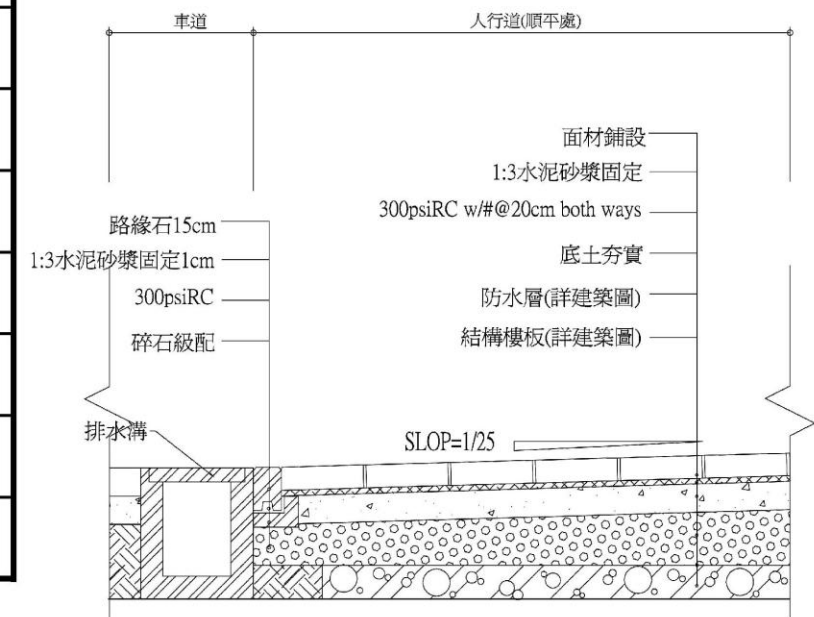 車道
人行道(順平處)
面材鋪設
1:3水泥砂漿固定
300psiRC w/#@20cm both ways
底土夯實
防水層(詳建築圖)
結構樓板(詳建築圖)
路緣石15cm
1:3水泥砂漿固定1cm
300psiRC
碎石級配
排水溝
SLOP=1/25